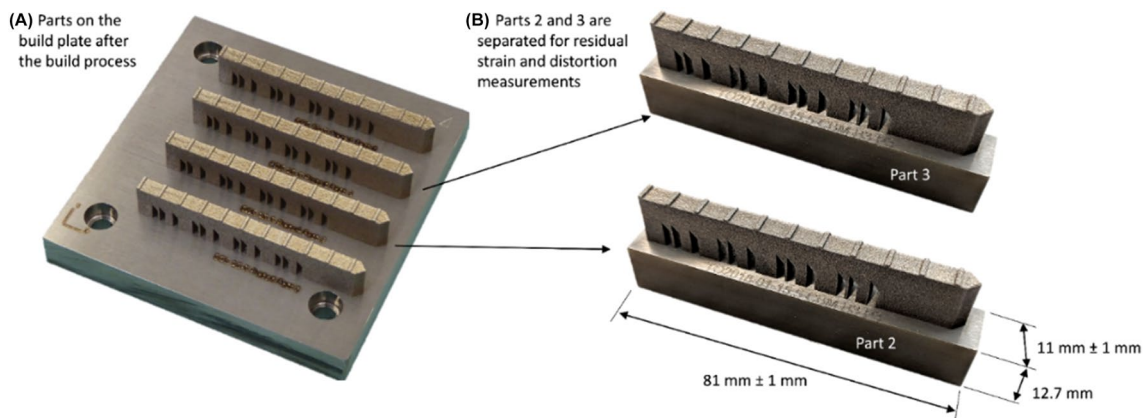 (A) Parts on the
build plate after
the build process
(B) Parts 2 and 3 are
separated for residual
strain and distortion
measurements
Part 3
Part 2
81 mm ± 1 mm
11 mm ± 1 mm
12.7 mm